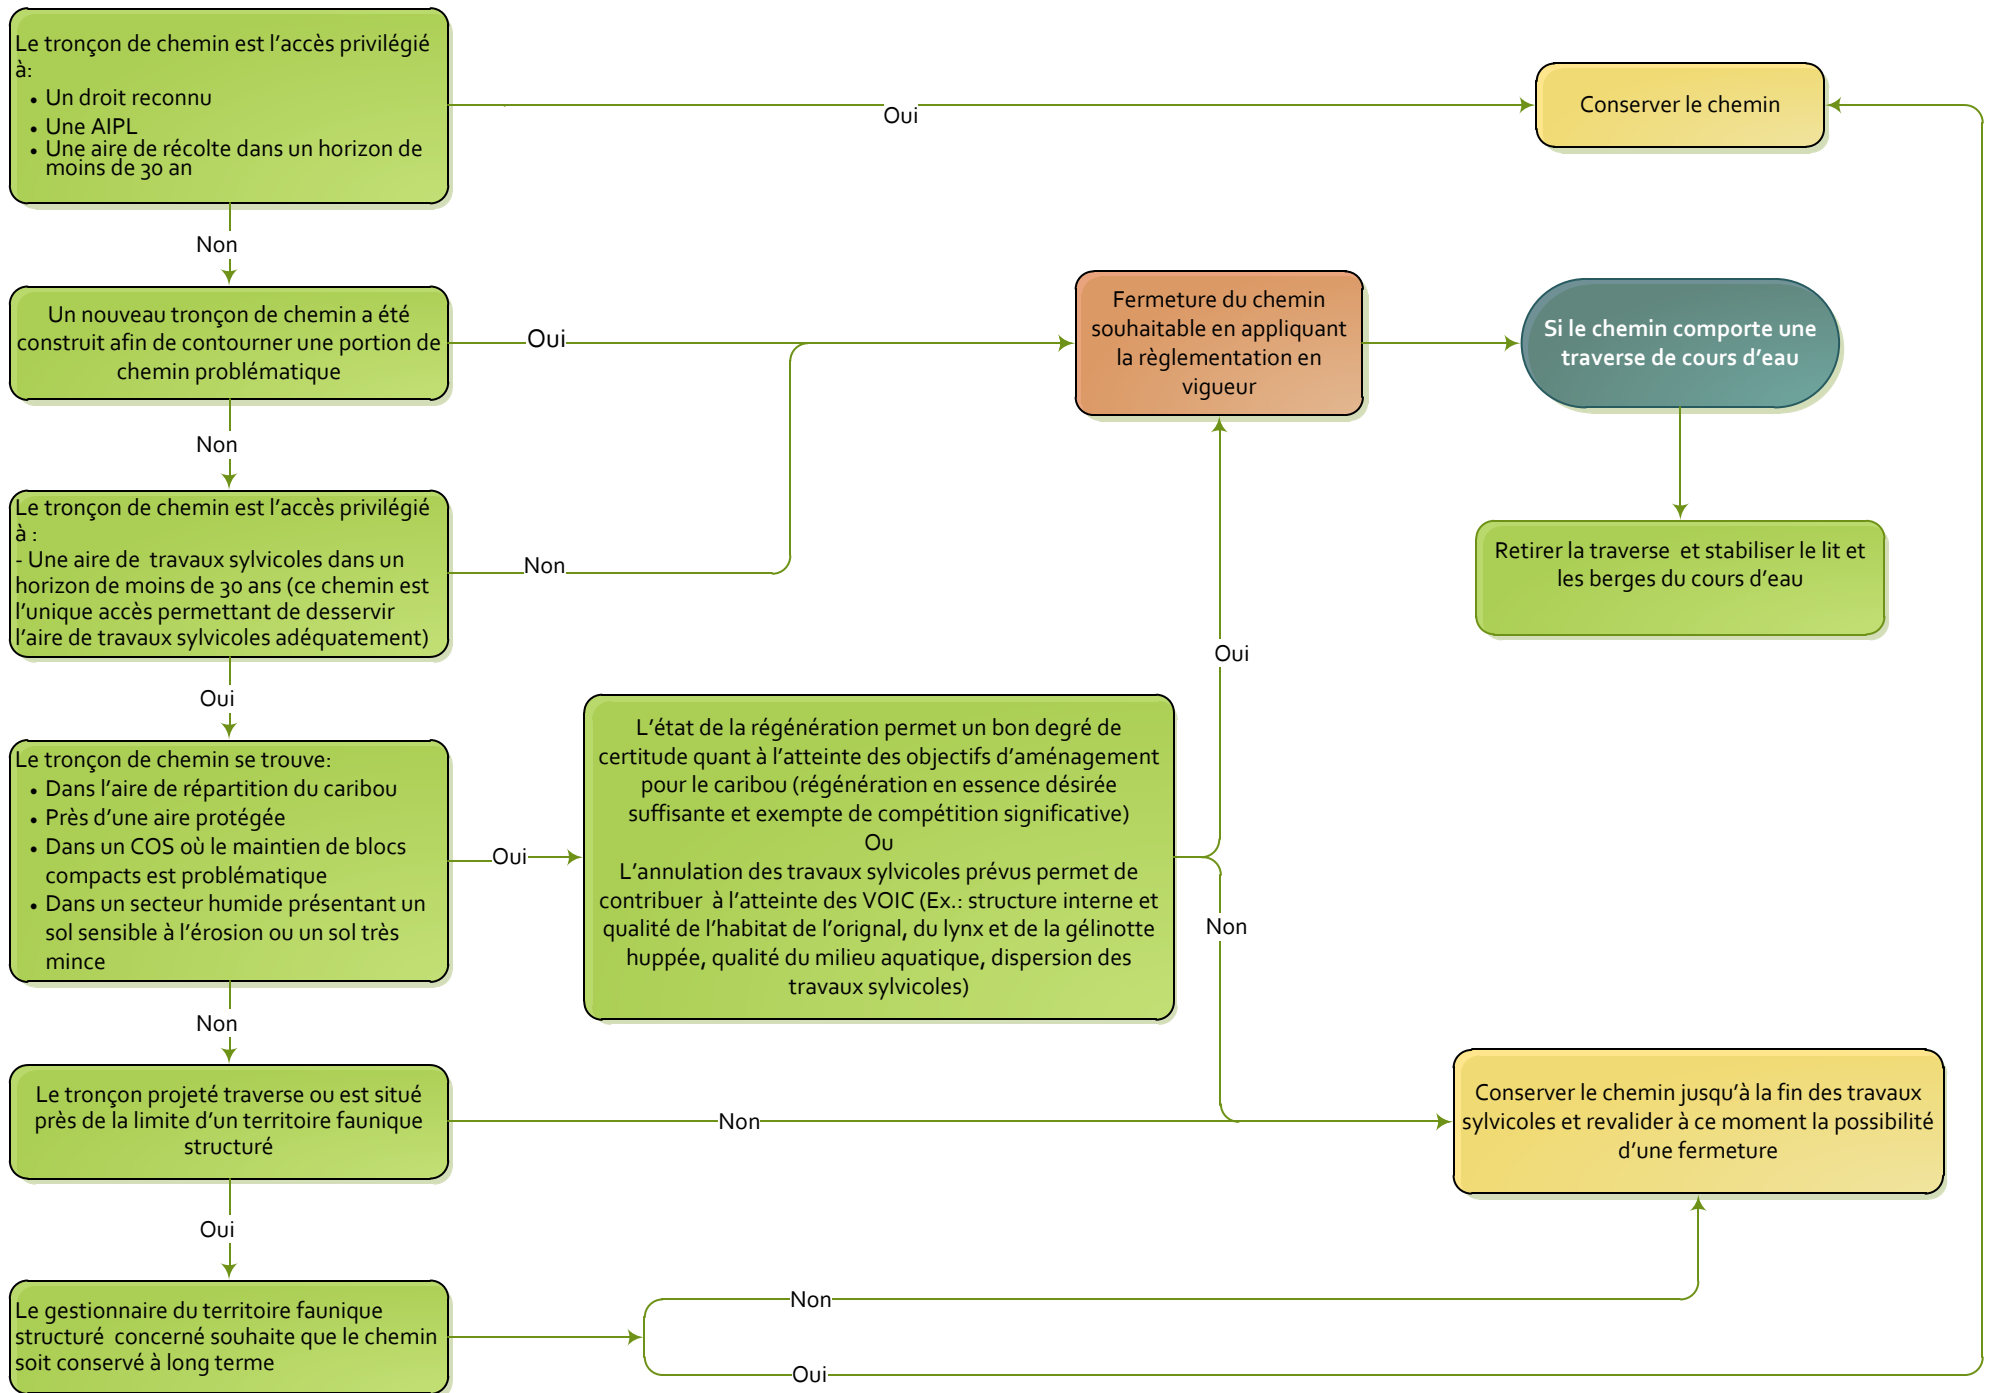 Le tronçon de chemin est l'accès privilégié
à:
• Un droit reconnu
• Une AIPL
• Une aire de récolte dans un horizon de
moins de 30 an
Oui
Conserver le chemin
Non
Un nouveau tronçon de chemin a été
construit afin de contourner une portion de
chemin problématique
Oui
Fermeture du chemin
souhaitable en appliquant
la règlementation en
vigueur
Si le chemin comporte une
traverse de cours d'eau
Non
Le tronçon de chemin est l'accès privilégié
à :
- Une aire de travaux sylvicoles dans un
horizon de moins de 30 ans (ce chemin est
l'unique accès permettant de desservir
l'aire de travaux sylvicoles adéquatement)
Non
Retirer la traverse et stabiliser le lit et
les berges du cours d'eau
Oui
Oui
Le tronçon de chemin se trouve:
• Dans l'aire de répartition du caribou
• Près d'une aire protégée
• Dans un COS où le maintien de blocs
compacts est problématique
• Dans un secteur humide présentant un
sol sensible à l'érosion ou un sol très
mince
Oui
L'état de la régénération permet un bon degré de
certitude quant à l'atteinte des objectifs d'aménagement
pour le caribou (régénération en essence désirée
suffisante et exempte de compétition significative)
Ou
L'annulation des travaux sylvicoles prévus permet de
contribuer à l'atteinte des VOIC (Ex.: structure interne et
qualité de l'habitat de l'orignal, du lynx et de la gélinotte
huppée, qualité du milieu aquatique, dispersion des
travaux sylvicoles)
Non
Non
Le tronçon projeté traverse ou est situé
près de la limite d'un territoire faunique
structuré
Non
Conserver le chemin jusqu'à la fin des travaux
sylvicoles et revalider à ce moment la possibilité
d'une fermeture
Oui
Le gestionnaire du territoire faunique
structuré concerné souhaite que le chemin
soit conservé à long terme
Non
Oui